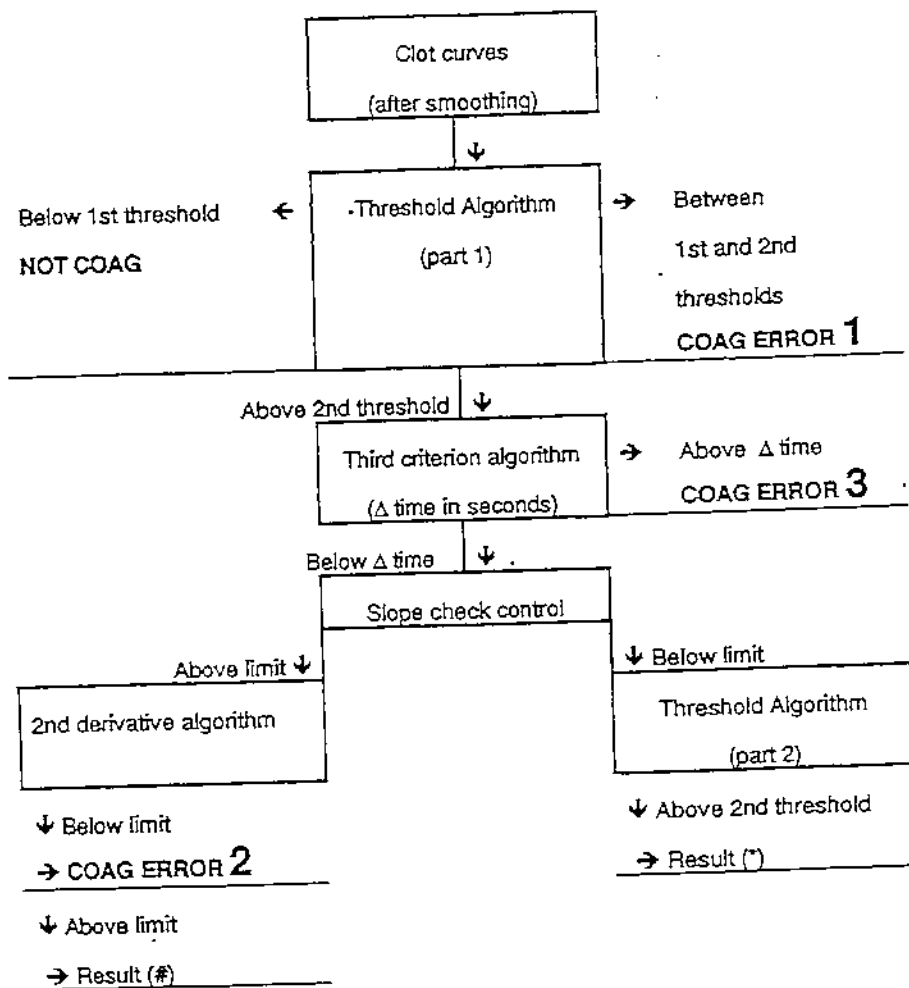 Clot curves
(after smoothing)
↓
Below 1st threshold ← Threshold Algorithm → Between
NOT COAG (part 1) 1st and 2nd
thresholds
COAG ERROR 1
Above 2nd threshold ↓
Third criterion algorithm → Above Δ time
(Δ time in seconds) COAG ERROR 3
Below Δ time ↓
Slope check control
Above limit ↓ ↓ Below limit
2nd derivative algorithm Threshold Algorithm
(part 2)
↓ Below limit ↓ Above 2nd threshold
→ COAG ERROR 2 → Result (*)
↓ Above limit
→ Result (#)